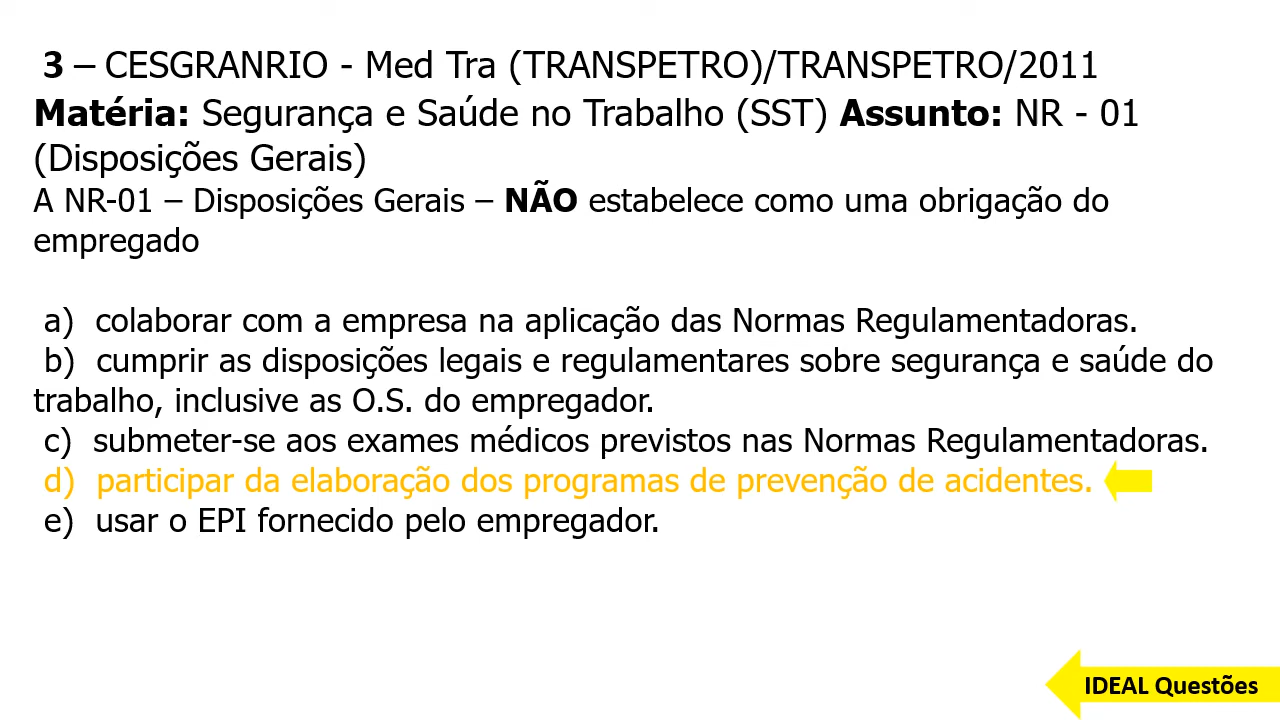 3 – CESGRANRIO - Med Tra (TRANSPETRO)/TRANSPETRO/2011
Matéria: Segurança e Saúde no Trabalho (SST) Assunto: NR - 01
(Disposições Gerais)
A NR-01 – Disposições Gerais – NÃO estabelece como uma obrigação do
empregado
a) colaborar com a empresa na aplicação das Normas Regulamentadoras.
b) cumprir as disposições legais e regulamentares sobre segurança e saúde do
trabalho, inclusive as O.S. do empregador.
c) submeter-se aos exames médicos previstos nas Normas Regulamentadoras.
d) participar da elaboração dos programas de prevenção de acidentes.
e) usar o EPI fornecido pelo empregador.
IDEAL Questões